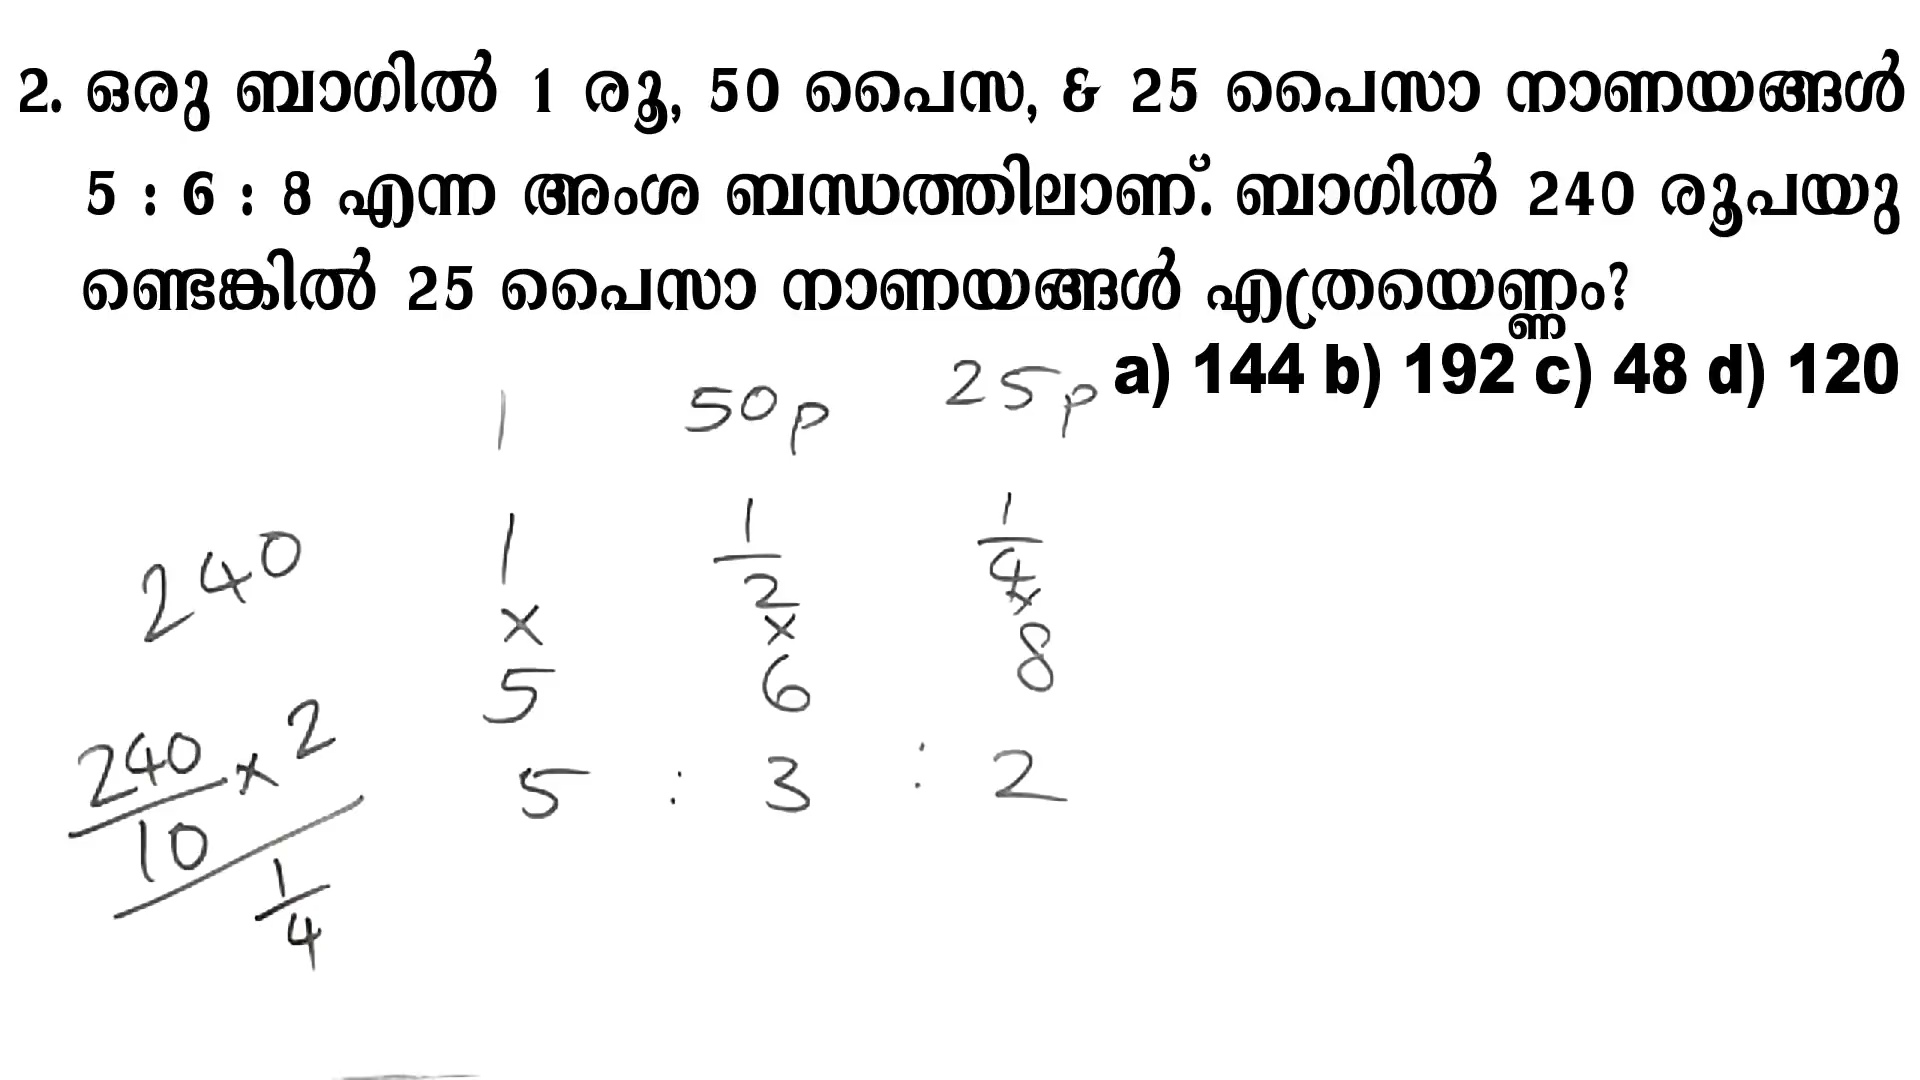 2. ഒരു ബാഗിൽ 1 രൂ, 50 പൈസ, & 25 പൈസാ നാണയങ്ങൾ
5 : 6 : 8 എന്ന അംശ ബന്ധത്തിലാണ്. ബാഗിൽ 240 രൂപയു
ണ്ടെങ്കിൽ 25 പൈസാ നാണയങ്ങൾ എത്രയെണ്ണം?
a) 144 b) 192 c) 48 d) 120
1 50p 25p
240 1 1/2 1/4
× × ×
5 6 8
240/10 × 2 5 : 3 : 2
1/4